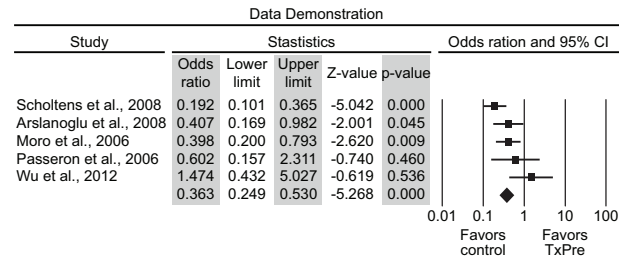 Data Demonstration
Study Stastistics Odds ration and 95% CI
Odds ratio Lower limit Upper limit Z-value p-value
Scholtens et al., 2008 0.192 0.101 0.365 -5.042 0.000
Arslanoglu et al., 2008 0.407 0.169 0.982 -2.001 0.045
Moro et al., 2006 0.398 0.200 0.793 -2.620 0.009
Passeron et al., 2006 0.602 0.157 2.311 -0.740 0.460
Wu et al., 2012 1.474 0.432 5.027 -0.619 0.536
0.363 0.249 0.530 -5.268 0.000
0.01 0.1 1 10 100
Favors control Favors TxPre